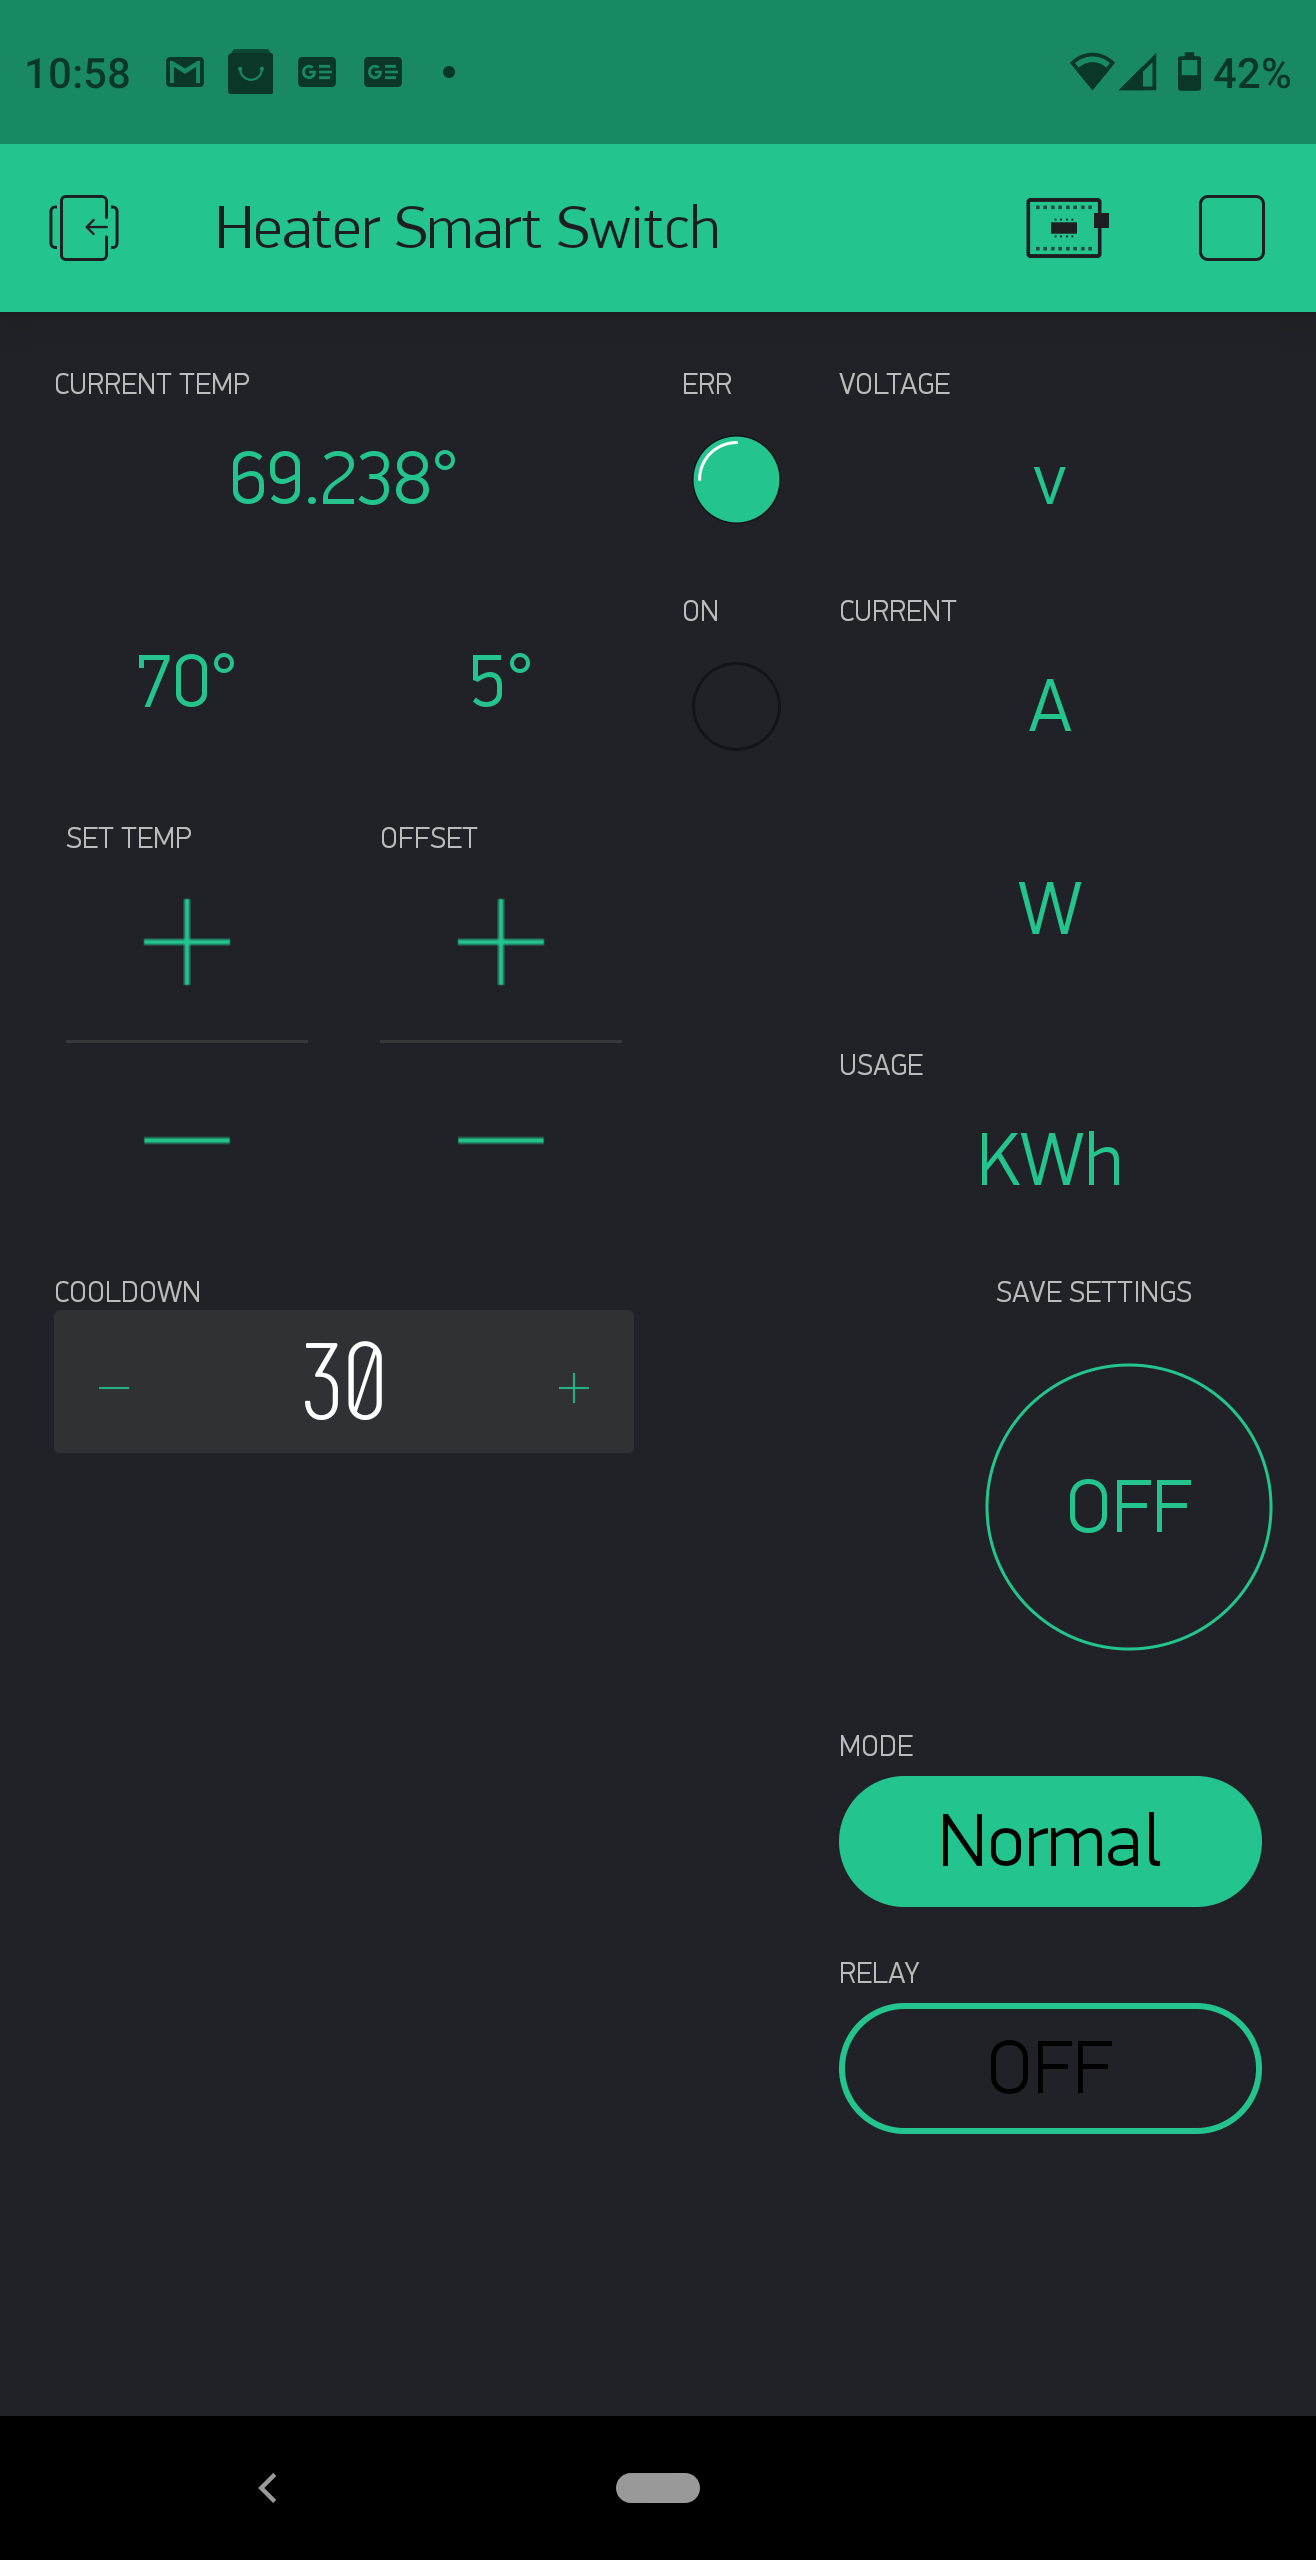 10:58 42%
Heater Smart Switch
CURRENT TEMP ERR VOLTAGE
69.238° V
ON CURRENT
70° 5° A
SET TEMP OFFSET
W
USAGE
KWh
COOLDOWN SAVE SETTINGS
30
OFF
MODE
Normal
RELAY
OFF